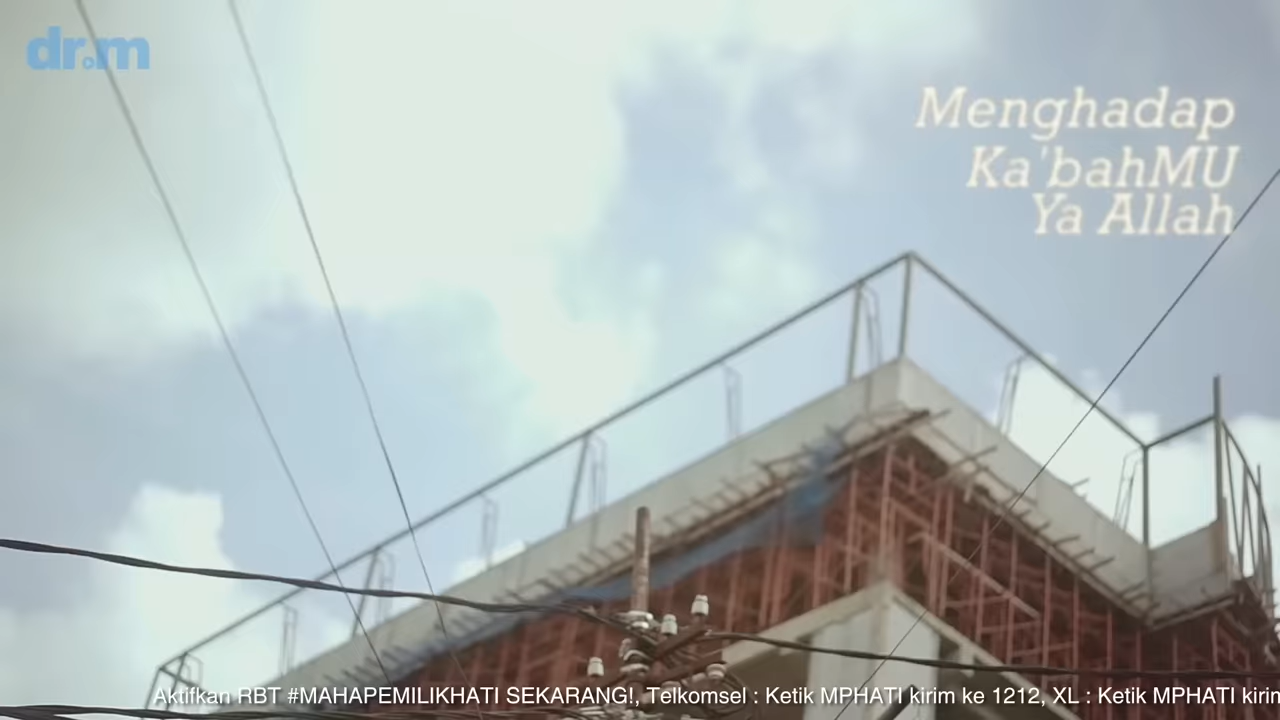 dr.m
Menghadap
Ka'bahMU
Ya Allah
Aktifkan RBT #MAHAPEMILIKHATI SEKARANG!, Telkomsel : Ketik MPHATI kirim ke 1212, XL : Ketik MPHATI kirim